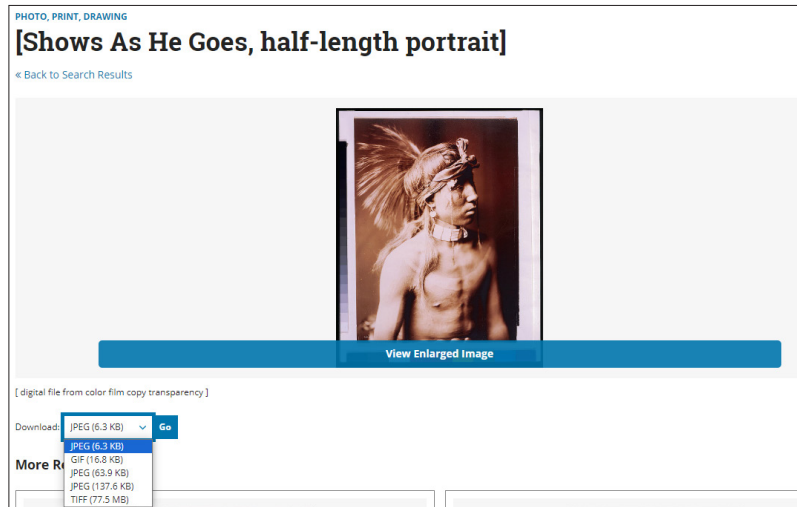 PHOTO, PRINT, DRAWING
[Shows As He Goes, half-length portrait]
« Back to Search Results
View Enlarged Image
[ digital file from color film copy transparency ]
Download: JPEG (6.3 KB) Go
JPEG (6.3 KB)
GIF (16.8 KB)
More R
JPEG (63.9 KB)
JPEG (137.6 KB)
TIFF (77.5 MB)